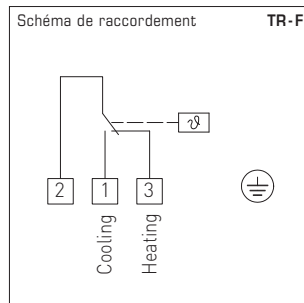 Schéma de raccordement TR-F
ϑ
2 1 3
Cooling
Heating